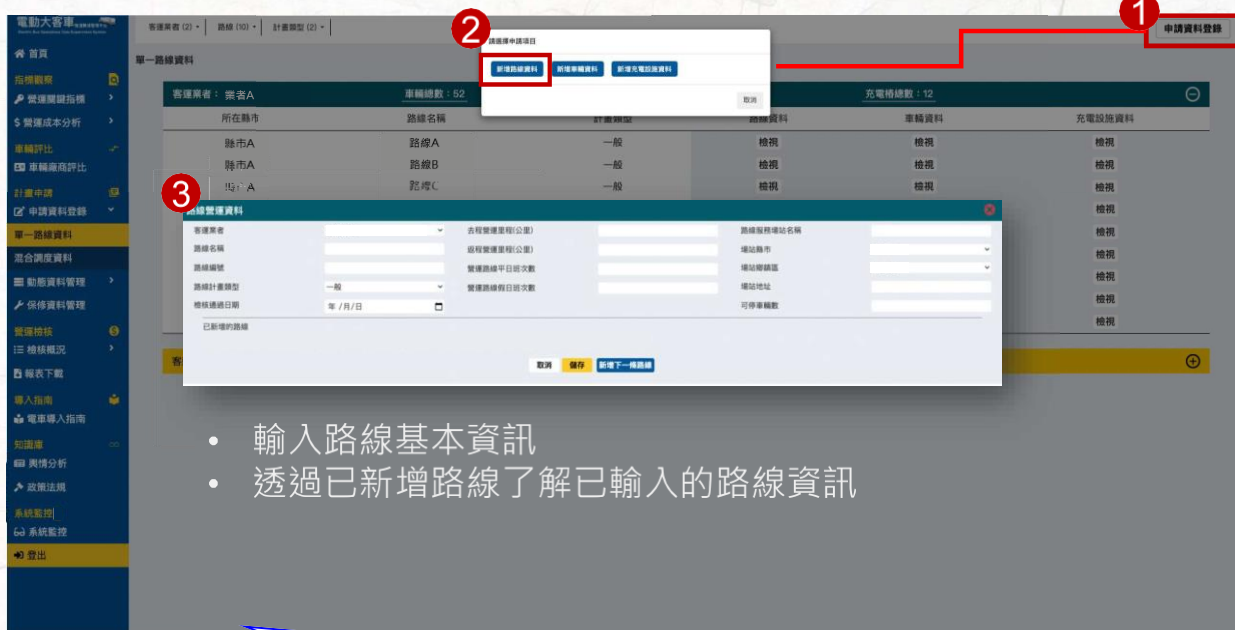 電動大客車
客運業者 (2)
路線 (10)
計畫類型 (2)
申請資料登錄
1
2
請選擇申請項目
新增路線資料
新增車輛資料
新增充電設施資料
取消
首頁
指標觀察
營運關鍵指標
$ 營運成本分析
車輛評比
車輛廠商評比
計畫申請
申請資料登錄
單一路線資料
混合調度資料
動態資料管理
保修資料管理
營運檢核
檢核概況
報表下載
導入指南
電車導入指南
知識庫
輿情分析
政策法規
系統監控
系統監控
登出
單一路線資料
客運業者： 業者A 車輛總數：52 充電樁總數：12
所在縣市 路線名稱 計畫類型 路線資料 車輛資料 充電設施資料
縣市A 路線A 一般 檢視 檢視 檢視
縣市A 路線B 一般 檢視 檢視 檢視
縣市A 路線C 一般 檢視 檢視 檢視
檢視
檢視
檢視
檢視
檢視
檢視
3
路線營運資料
客運業者 去程營運里程(公里) 路線服務場站名稱
路線名稱 返程營運里程(公里) 場站縣市
路線編號 營運路線平日班次數 場站鄉鎮區
路線計畫類型 一般 營運路線假日班次數 場站地址
檢核通過日期 年 /月/日 可停車輛數
已新增的路線
取消 儲存 新增下一條路線
客
• 輸入路線基本資訊
• 透過已新增路線了解已輸入的路線資訊